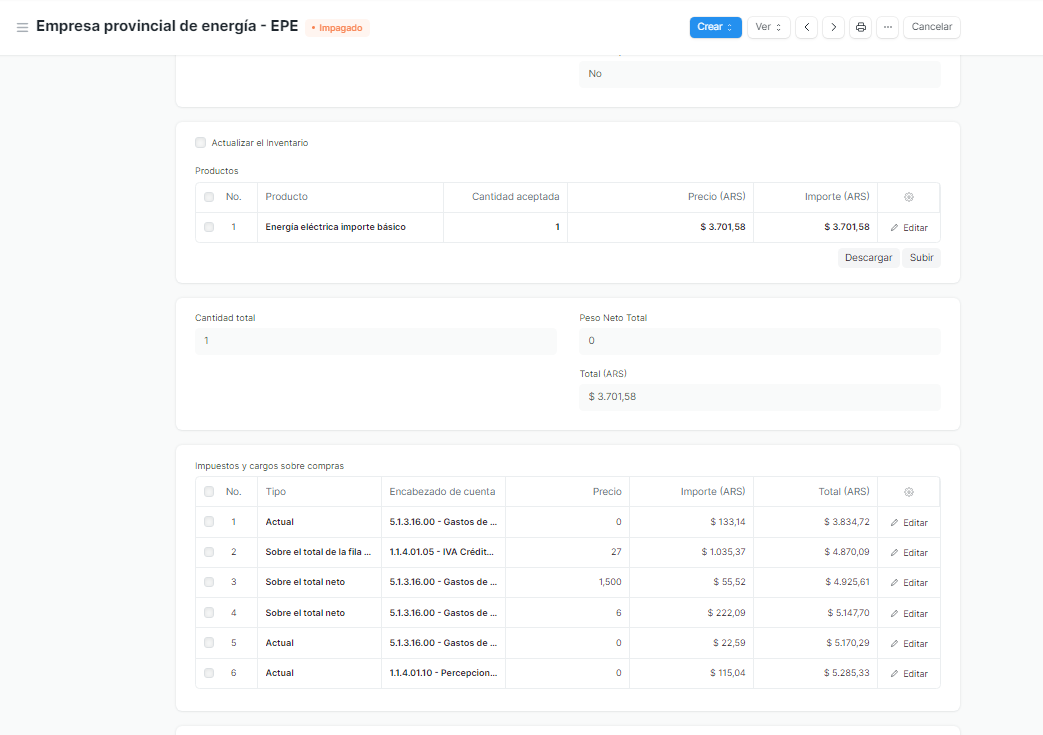 Empresa provincial de energía - EPE • Impagado Crear Ver ... Cancelar
No
Actualizar el Inventario
Productos
No. Producto Cantidad aceptada Precio (ARS) Importe (ARS)
1 Energía eléctrica importe básico 1 $ 3.701,58 $ 3.701,58 Editar
Descargar Subir
Cantidad total Peso Neto Total
1 0
Total (ARS)
$ 3.701,58
Impuestos y cargos sobre compras
No. Tipo Encabezado de cuenta Precio Importe (ARS) Total (ARS)
1 Actual 5.1.3.16.00 - Gastos de ... 0 $ 133,14 $ 3.834,72 Editar
2 Sobre el total de la fila ... 1.1.4.01.05 - IVA Crédit... 27 $ 1.035,37 $ 4.870,09 Editar
3 Sobre el total neto 5.1.3.16.00 - Gastos de ... 1,500 $ 55,52 $ 4.925,61 Editar
4 Sobre el total neto 5.1.3.16.00 - Gastos de ... 6 $ 222,09 $ 5.147,70 Editar
5 Actual 5.1.3.16.00 - Gastos de ... 0 $ 22,59 $ 5.170,29 Editar
6 Actual 1.1.4.01.10 - Percepcion... 0 $ 115,04 $ 5.285,33 Editar